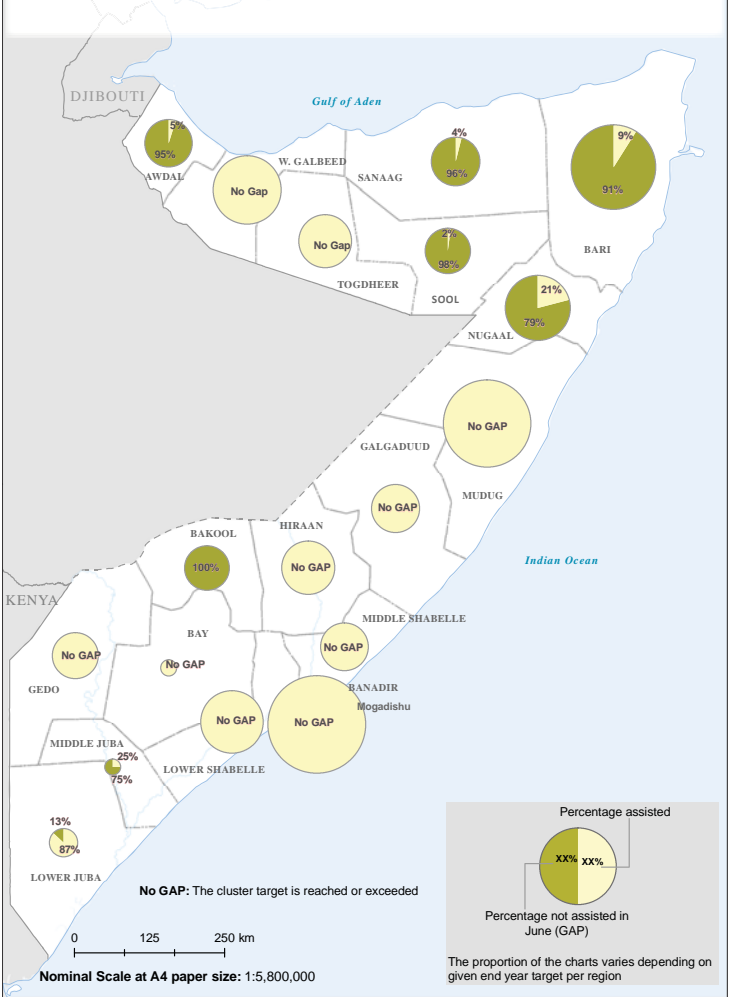 DJIBOUTI
Gulf of Aden
5%
95%
AWDAL
No Gap
W. GALBEED
4%
96%
SANAAG
9%
91%
BARI
No Gap
TOGDHEER
2%
98%
SOOL
21%
79%
NUGAAL
No GAP
MUDUG
GALGADUUD
No GAP
HIRAAN
No GAP
BAKOOL
100%
Indian Ocean
KENYA
MIDDLE SHABELLE
No GAP
BAY
No GAP
No GAP
GEDO
BANADIR
Mogadishu
No GAP
No GAP
LOWER SHABELLE
MIDDLE JUBA
25%
75%
13%
87%
LOWER JUBA
No GAP: The cluster target is reached or exceeded
0 125 250 km
Nominal Scale at A4 paper size: 1:5,800,000
Percentage assisted
XX% XX%
Percentage not assisted in
June (GAP)
The proportion of the charts varies depending on
given end year target per region